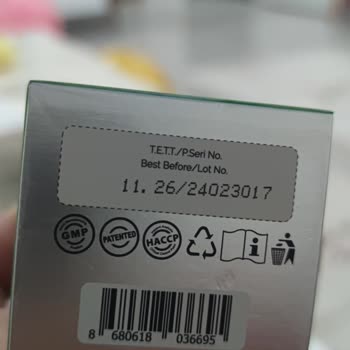 T.E.T.T./P.Seri No.
Best Before/Lot No.
11. 26/24023017
GMP
PATENTED
HACCP
8 680618 036695